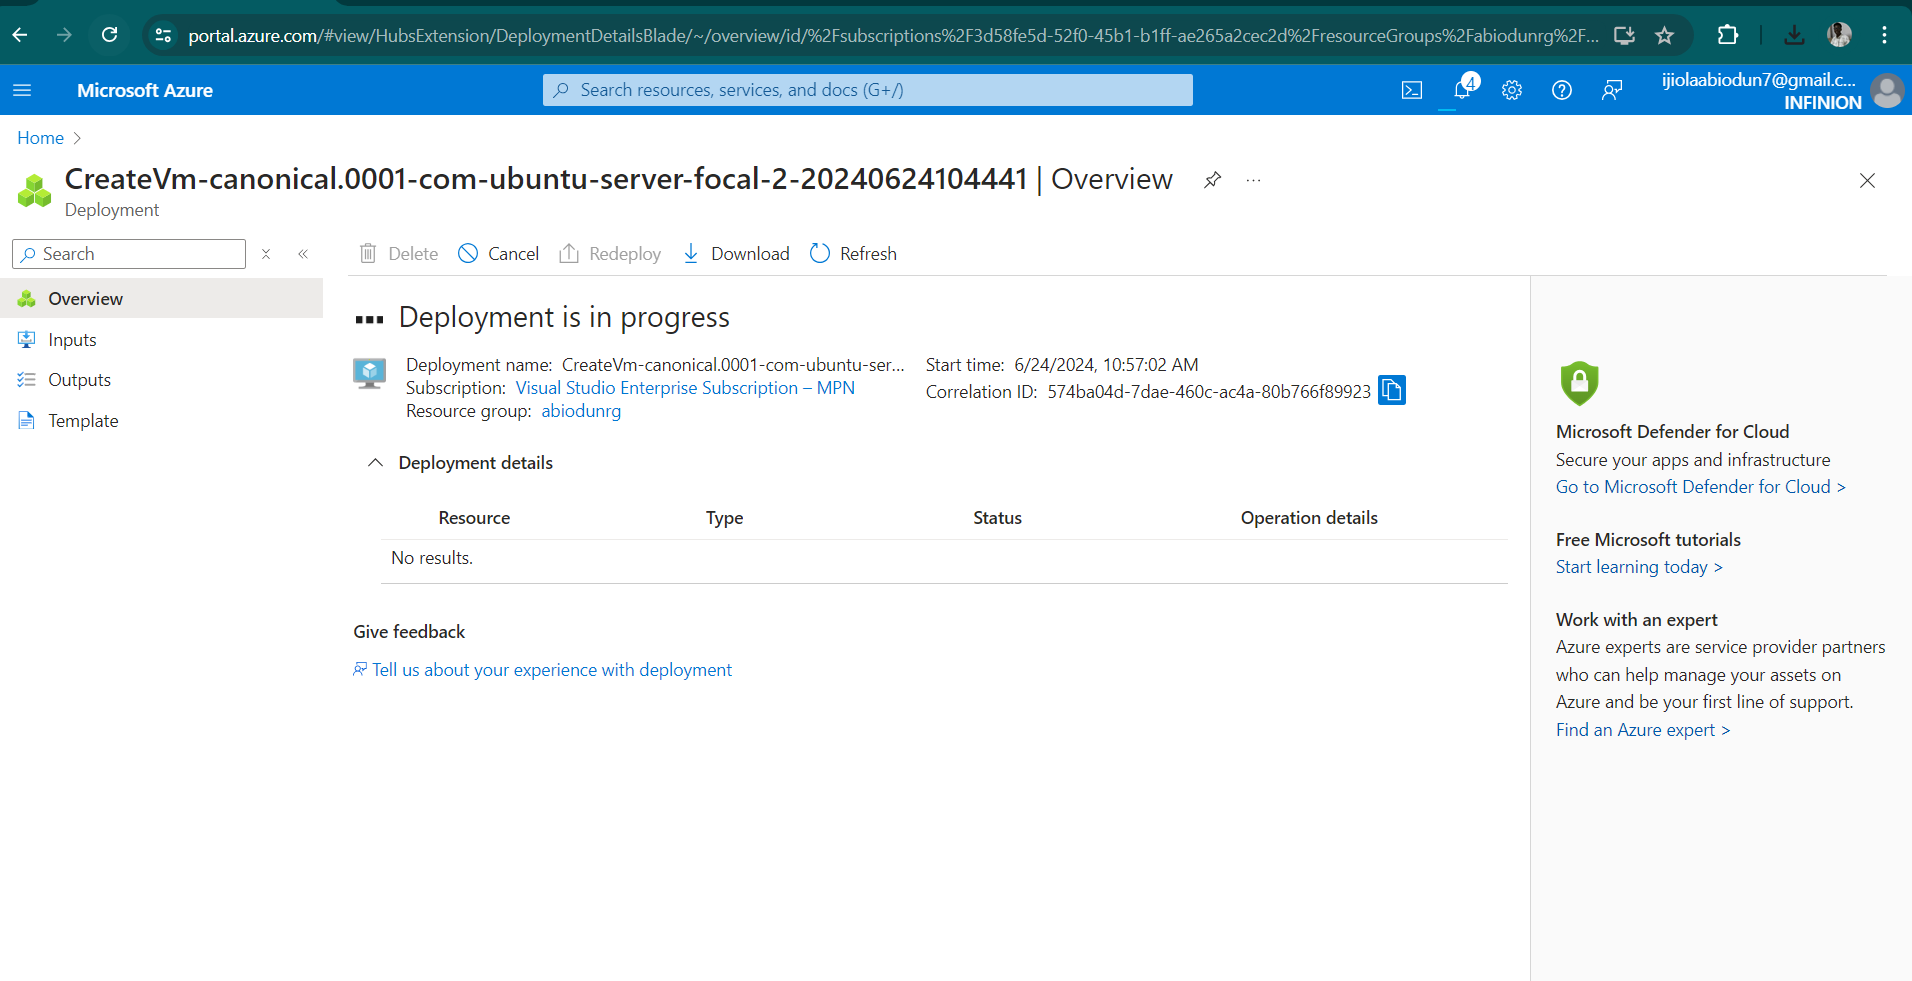 portal.azure.com/#view/HubsExtension/DeploymentDetailsBlade/~/overview/id/%2Fsubscriptions%2F3d58fe5d-52f0-45b1-b1ff-ae265a2cec2d%2FresourceGroups%2Fabiodunrg%2F...
Microsoft Azure
Search resources, services, and docs (G+/)
4
ijiolaabiodun7@gmail.c...
INFINION
Home
CreateVm-canonical.0001-com-ubuntu-server-focal-2-20240624104441 | Overview
Deployment
Search
Delete Cancel Redeploy Download Refresh
Overview
Inputs
Outputs
Template
Deployment is in progress
Deployment name: CreateVm-canonical.0001-com-ubuntu-ser...
Subscription: Visual Studio Enterprise Subscription – MPN
Resource group: abiodunrg
Start time: 6/24/2024, 10:57:02 AM
Correlation ID: 574ba04d-7dae-460c-ac4a-80b766f89923
Deployment details
Resource Type Status Operation details
No results.
Give feedback
Tell us about your experience with deployment
Microsoft Defender for Cloud
Secure your apps and infrastructure
Go to Microsoft Defender for Cloud >
Free Microsoft tutorials
Start learning today >
Work with an expert
Azure experts are service provider partners
who can help manage your assets on
Azure and be your first line of support.
Find an Azure expert >